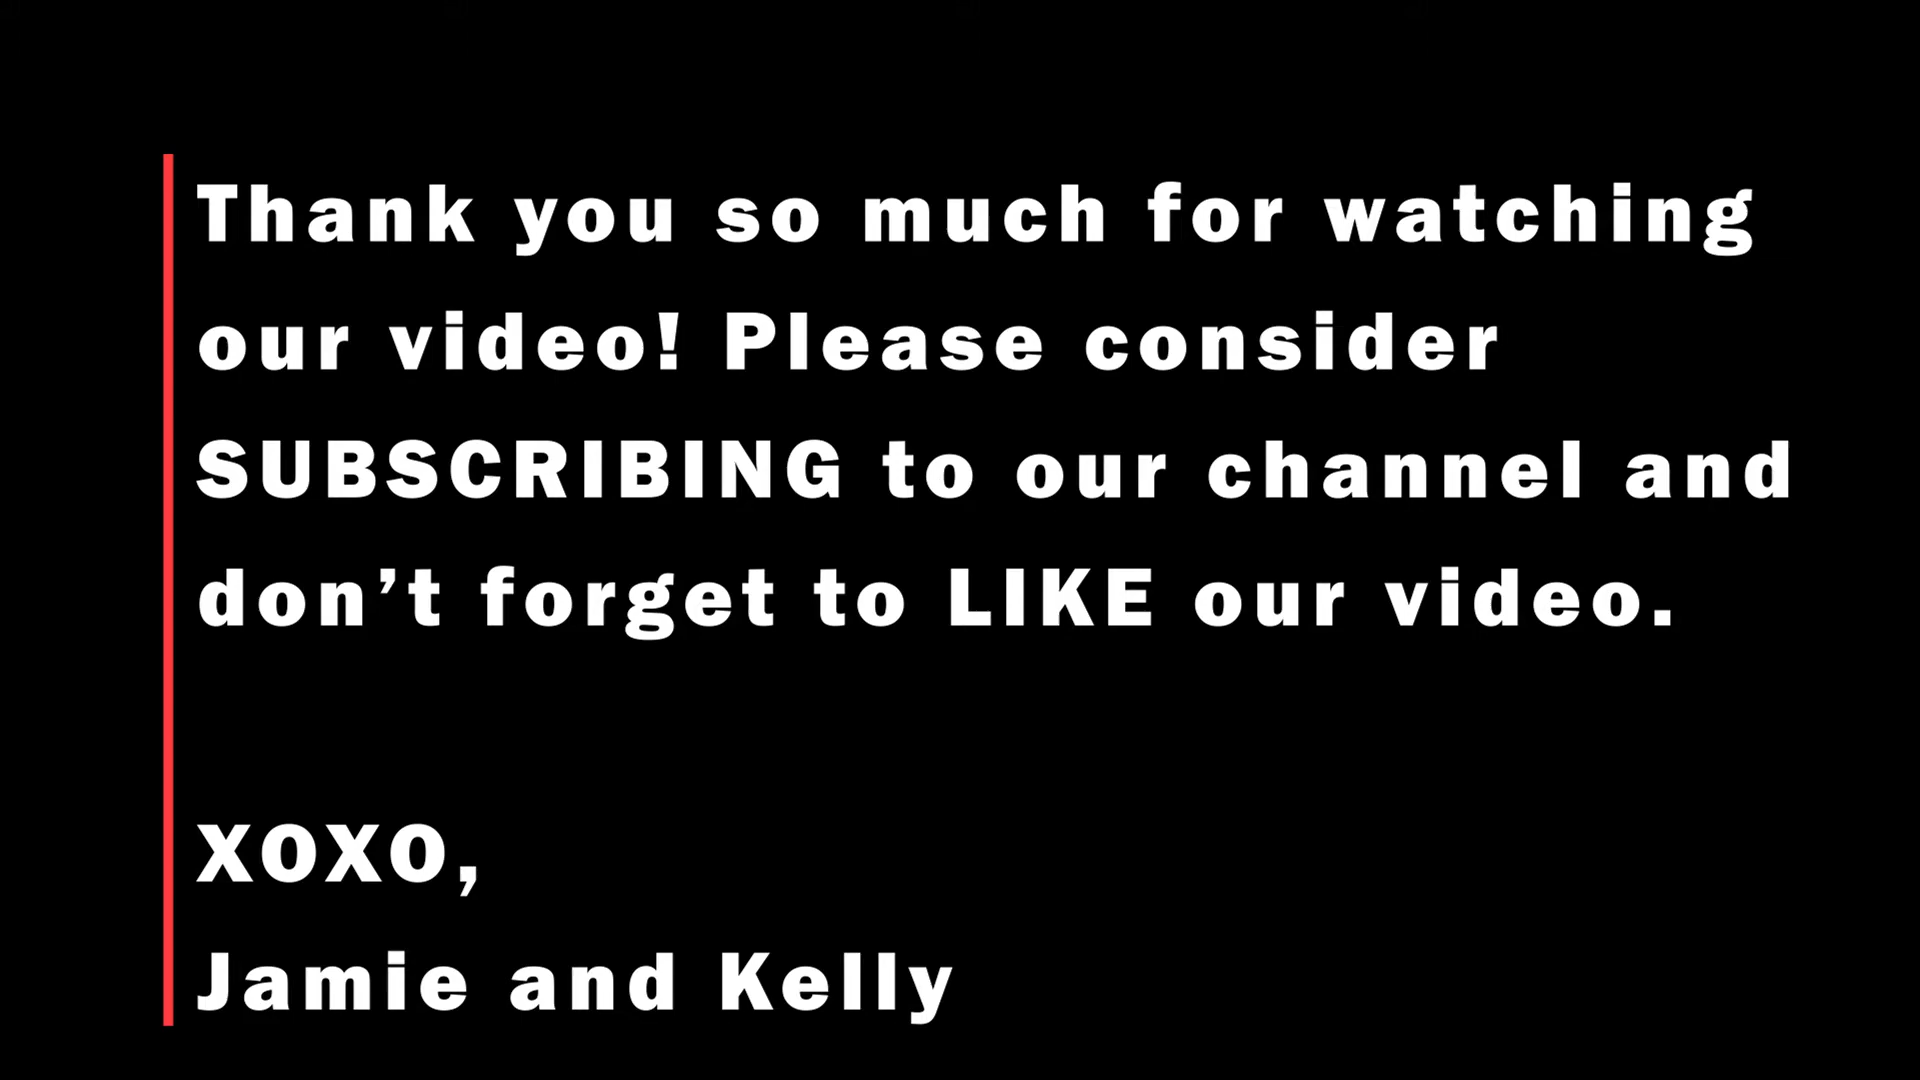 Thank you so much for watching
our video! Please consider
SUBSCRIBING to our channel and
don’t forget to LIKE our video.
XOXO,
Jamie and Kelly